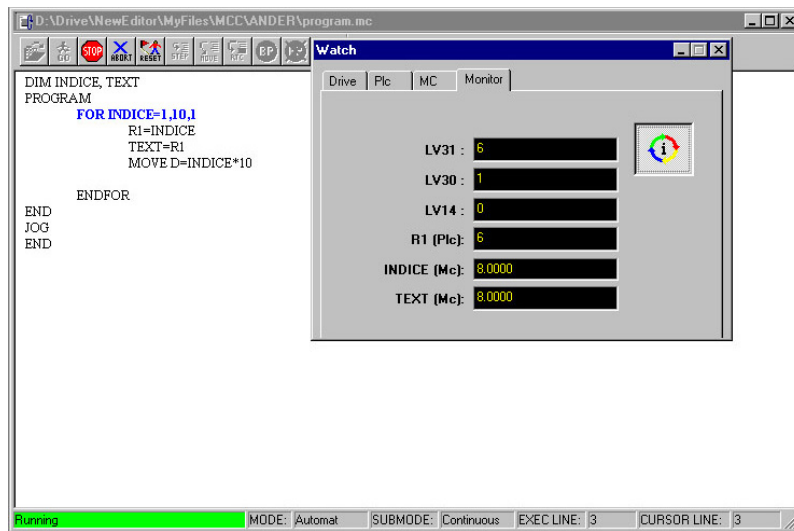 D:\Drive\NewEditor\MyFiles\MCC\ANDER\program.mc
GO
STOP
ABORT
RESET
STEP
MOVE
BP
Watch
Drive
Plc
MC
Monitor
DIM INDICE, TEXT
PROGRAM
FOR INDICE=1,10,1
R1=INDICE
TEXT=R1
MOVE D=INDICE*10
ENDFOR
END
JOG
END
LV31 : 6
LV30 : 1
LV14 : 0
R1 (Plc): 6
INDICE (Mc): 8.0000
TEXT (Mc): 8.0000
i
Running
MODE: Automat
SUBMODE: Continuous
EXEC LINE: 3
CURSOR LINE: 3